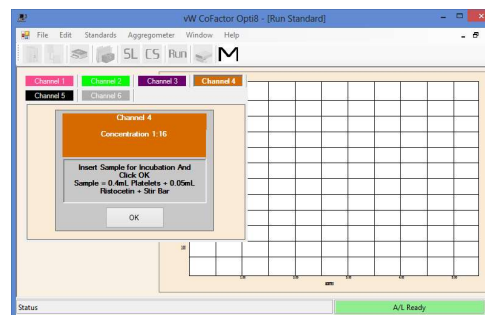 vW CoFactor Opti8 - [Run Standard]
File Edit Standards Aggregometer Window Help
SL CS Run M
Channel 1 Channel 2 Channel 3 Channel 4
Channel 5 Channel 6
Channel 4
Concentration 1:16
Insert Sample for Incubation And
Click OK
Sample = 0.4mL Platelets + 0.05mL
Ristocetin + Stir Bar
OK
Status A/L Ready